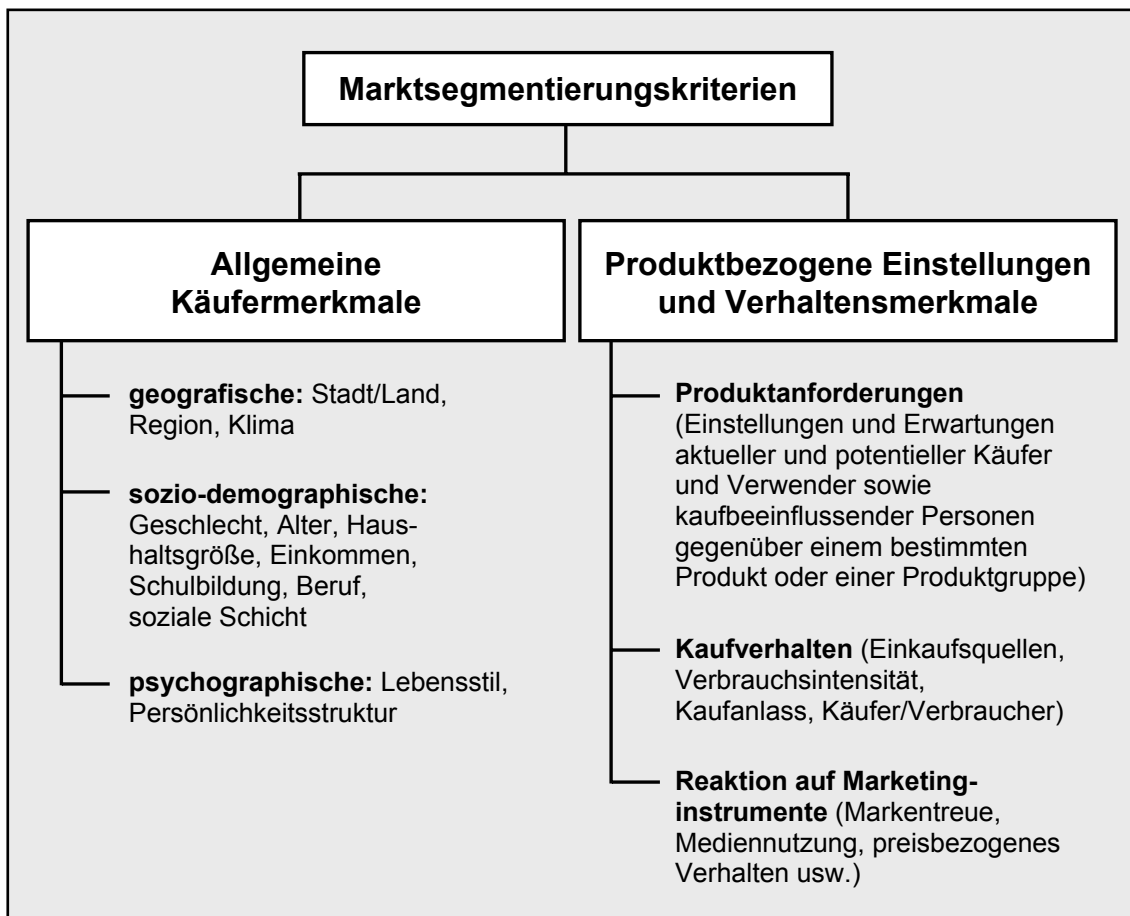 Marktsegmentierungskriterien
Allgemeine
Käufermerkmale
geografische: Stadt/Land,
Region, Klima
sozio-demographische:
Geschlecht, Alter, Haus-
haltsgröße, Einkommen,
Schulbildung, Beruf,
soziale Schicht
psychographische: Lebensstil,
Persönlichkeitsstruktur
Produktbezogene Einstellungen
und Verhaltensmerkmale
Produktanforderungen
(Einstellungen und Erwartungen
aktueller und potentieller Käufer
und Verwender sowie
kaufbeeinflussender Personen
gegenüber einem bestimmten
Produkt oder einer Produktgruppe)
Kaufverhalten (Einkaufsquellen,
Verbrauchsintensität,
Kaufanlass, Käufer/Verbraucher)
Reaktion auf Marketing-
instrumente (Markentreue,
Mediennutzung, preisbezogenes
Verhalten usw.)